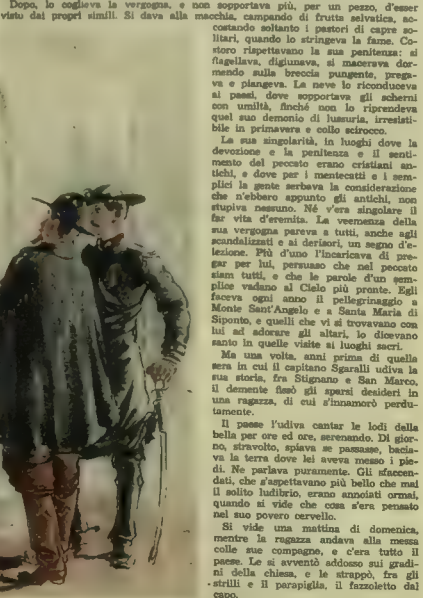 Dopo, lo coglieva la vergogna, e non sopportava più, per un pezzo, d'esser
visto dai propri simili. Si dava alla macchia, campando di frutta selvatica, ac-
costando soltanto i pastori di capre so-
litari, quando lo stringeva la fame. Co-
storo rispettavano la sua penitenza: si
flagellava, digiunava, si macerava dor-
mendo sulla breccia pungente, prega-
va e piangeva. La neve lo riconduceva
ai paesi, dove sopportava gli scherni
con umiltà, finché non lo riprendeva
quel suo demonio di lussuria, irresisti-
bile in primavera e collo scirocco.
La sua singolarità, in luoghi dove la
devozione e la penitenza e il senti-
mento del peccato erano cristiani an-
tichi, e dove per i mentecatti e i sem-
plici la gente serbava la considerazione
che n'ebbero appunto gli antichi, non
stupiva nessuno. Né v'era singolare il
far vita d'eremita. La veemenza della
sua vergogna pareva a tutti, anche agli
scandalizzati e ai derisori, un segno d'e-
lezione. Più d'uno l'incaricava di pre-
gar per lui, persuaso che nel peccato
siam tutti, e che le parole d'un sem-
plice vadano al Cielo più pronte. Egli
faceva ogni anno il pellegrinaggio a
Monte Sant'Angelo e a Santa Maria di
Siponto, e quelli che vi si trovavano con
lui ad adorare gli altari, lo dicevano
santo in quelle visite ai luoghi sacri.
Ma una volta, anni prima di quella
sera in cui il capitano Sgaralli udiva la
sua storia, fra Stignano e San Marco,
il demente fissò gli sparsi desideri in
una ragazza, di cui s'innamorò perdu-
tamente.
Il paese l'udiva cantar le lodi della
bella per ore ed ore, serenando. Di gior-
no, stravolto, spiava se passasse, bacia-
va la terra dove lei aveva messo i pie-
di. Ne parlava puramente. Gli sfaccen-
dati, che s'aspettavano più bello che mai
il solito ludibrio, erano annoiati ormai,
quando si vide che cosa s'era pensato
nel suo povero cervello.
Si vide una mattina di domenica,
mentre la ragazza andava alla messa
colle sue compagne, e c'era tutto il
paese. Le si avventò addosso sui gradi-
ni della chiesa, e le strappò, fra gli
strilli e il parapiglia, il fazzoletto dal
capo.